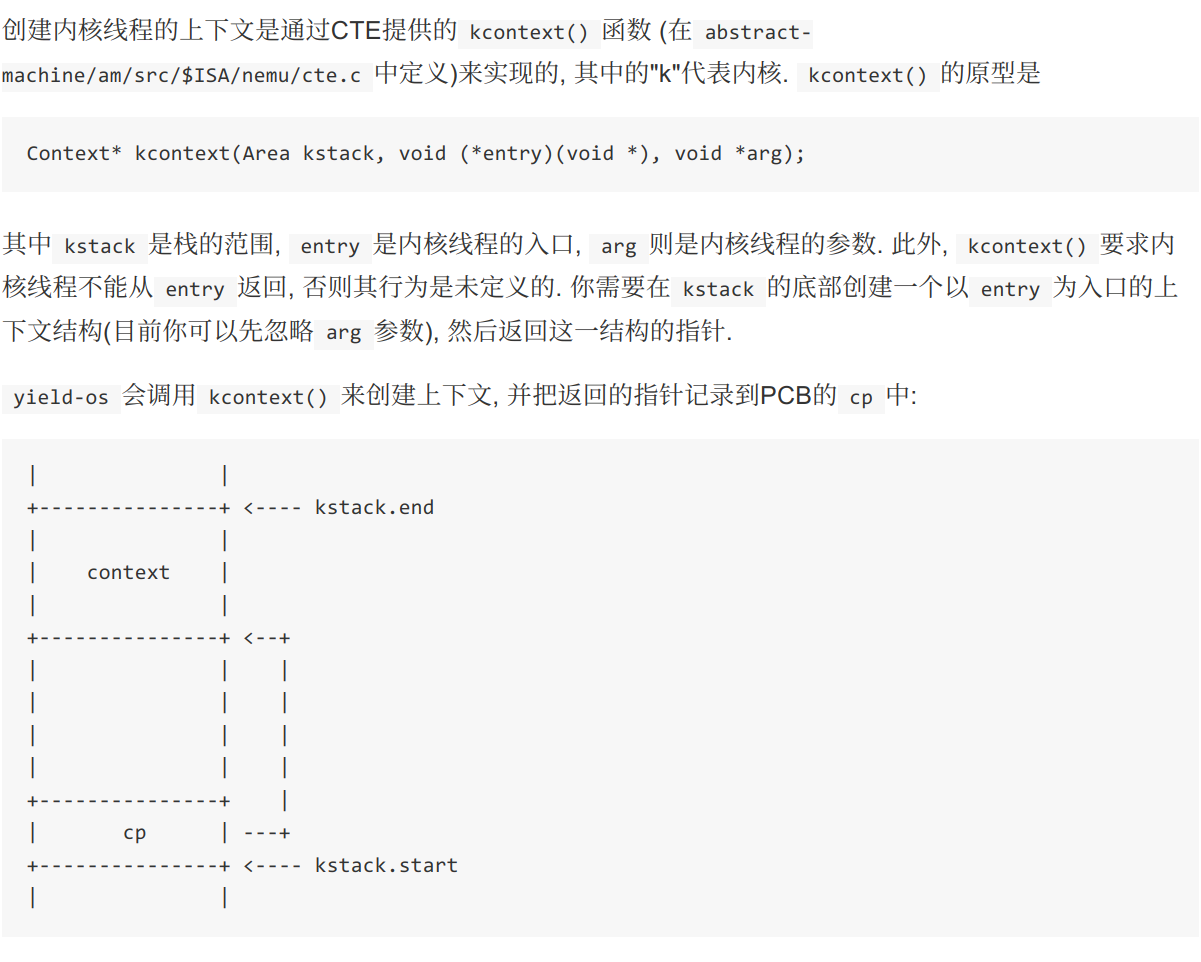 创建内核线程的上下文是通过CTE提供的 kcontext() 函数 (在 abstract-
machine/am/src/$ISA/nemu/cte.c 中定义)来实现的, 其中的"k"代表内核. kcontext() 的原型是
Context* kcontext(Area kstack, void (*entry)(void *), void *arg);
其中 kstack 是栈的范围, entry 是内核线程的入口, arg 则是内核线程的参数. 此外, kcontext() 要求内
核线程不能从 entry 返回, 否则其行为是未定义的. 你需要在 kstack 的底部创建一个以 entry 为入口的上
下文结构(目前你可以先忽略 arg 参数), 然后返回这一结构的指针.
yield-os 会调用 kcontext() 来创建上下文, 并把返回的指针记录到PCB的 cp 中:
|               |
+---------------+ <---- kstack.end
|               |
|    context    |
|               |
+---------------+ <--+
|               |    |
|               |    |
|               |    |
|               |    |
+---------------+    |
|       cp      | ---+
+---------------+ <---- kstack.start
|               |